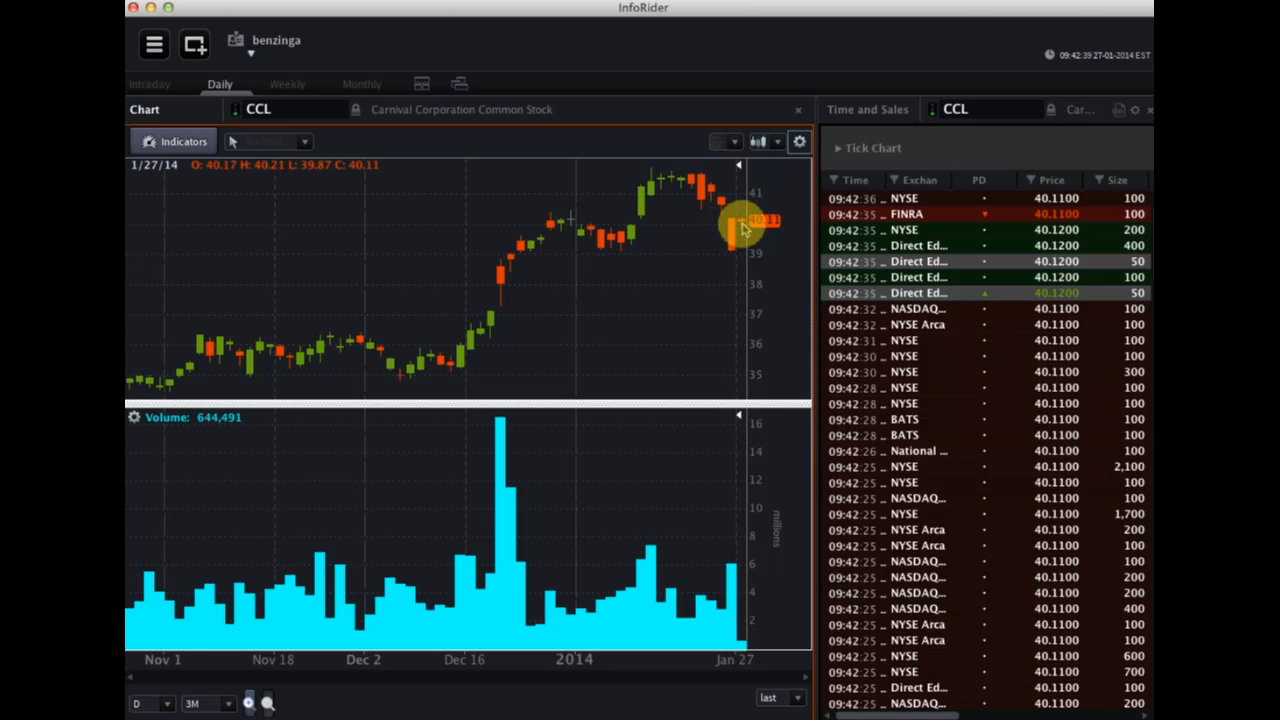 InfoRider
benzinga
09:42:39 27-01-2014 EST
Intraday Daily Weekly Monthly
Chart CCL Carnival Corporation Common Stock
Time and Sales CCL Car...
Indicators
Tick Chart
1/27/14 O: 40.17 H: 40.21 L: 39.87 C: 40.11
41
40.11
39
38
37
36
35
Volume: 644,491
16
14
12
10
8
6
4
2
millions
Nov 1 Nov 18 Dec 2 Dec 16 2014 Jan 27
D 3M last
Time Exchan PD Price Size
09:42:36 .. NYSE 40.1100 100
09:42:35 .. FINRA 40.1100 100
09:42:35 .. NYSE 40.1200 200
09:42:35 .. Direct Ed... 40.1200 400
09:42:35 .. Direct Ed... 40.1200 50
09:42:35 .. Direct Ed... 40.1200 100
09:42:35 .. Direct Ed... 40.1200 50
09:42:32 .. NASDAQ... 40.1100 100
09:42:32 .. NYSE Arca 40.1100 100
09:42:31 .. NYSE 40.1100 100
09:42:30 .. NYSE 40.1100 100
09:42:30 .. NYSE 40.1100 300
09:42:28 .. NYSE 40.1100 100
09:42:28 .. NYSE 40.1100 100
09:42:28 .. BATS 40.1100 100
09:42:28 .. BATS 40.1100 100
09:42:26 .. National ... 40.1100 100
09:42:25 .. NYSE 40.1100 2,100
09:42:25 .. NYSE 40.1100 100
09:42:25 .. NASDAQ... 40.1100 100
09:42:25 .. NYSE 40.1100 1,700
09:42:25 .. NYSE Arca 40.1100 200
09:42:25 .. NYSE Arca 40.1100 100
09:42:25 .. NASDAQ... 40.1100 100
09:42:25 .. NASDAQ... 40.1100 200
09:42:25 .. NASDAQ... 40.1100 200
09:42:25 .. NASDAQ... 40.1100 400
09:42:25 .. NYSE Arca 40.1100 100
09:42:25 .. NYSE Arca 40.1100 100
09:42:25 .. NYSE 40.1100 600
09:42:25 .. NYSE 40.1100 700
09:42:25 .. Direct Ed... 40.1100 100
09:42:25 .. NASDAQ... 40.1100 200